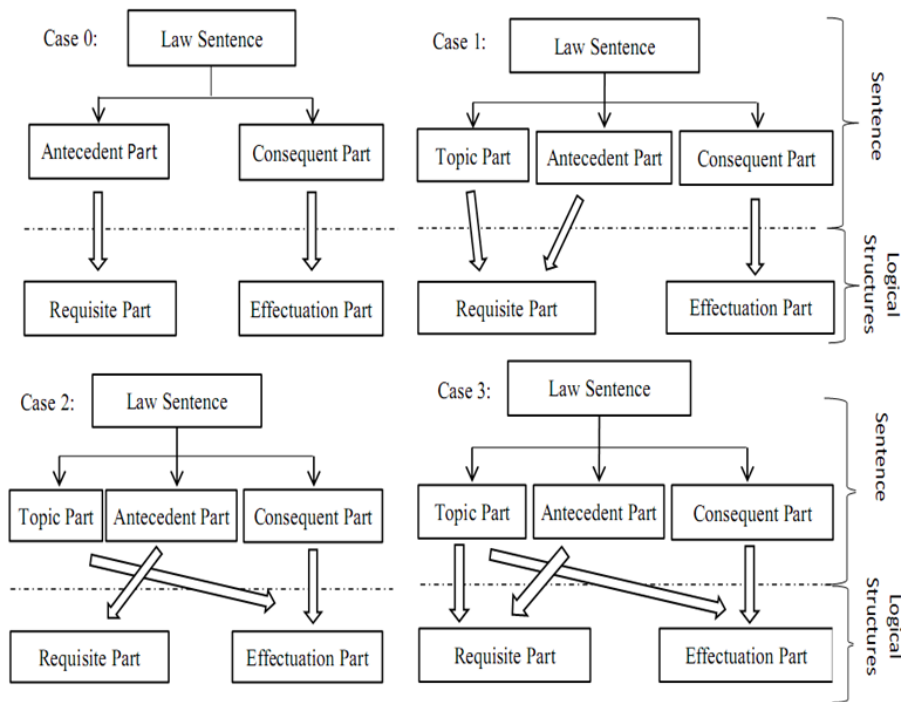 Case 0:
Law Sentence
Antecedent Part
Consequent Part
Requisite Part
Effectuation Part
Case 1:
Law Sentence
Topic Part
Antecedent Part
Consequent Part
Requisite Part
Effectuation Part
Sentence
Logical
Structures
Case 2:
Law Sentence
Topic Part
Antecedent Part
Consequent Part
Requisite Part
Effectuation Part
Case 3:
Law Sentence
Topic Part
Antecedent Part
Consequent Part
Requisite Part
Effectuation Part
Sentence
Logical
Structures